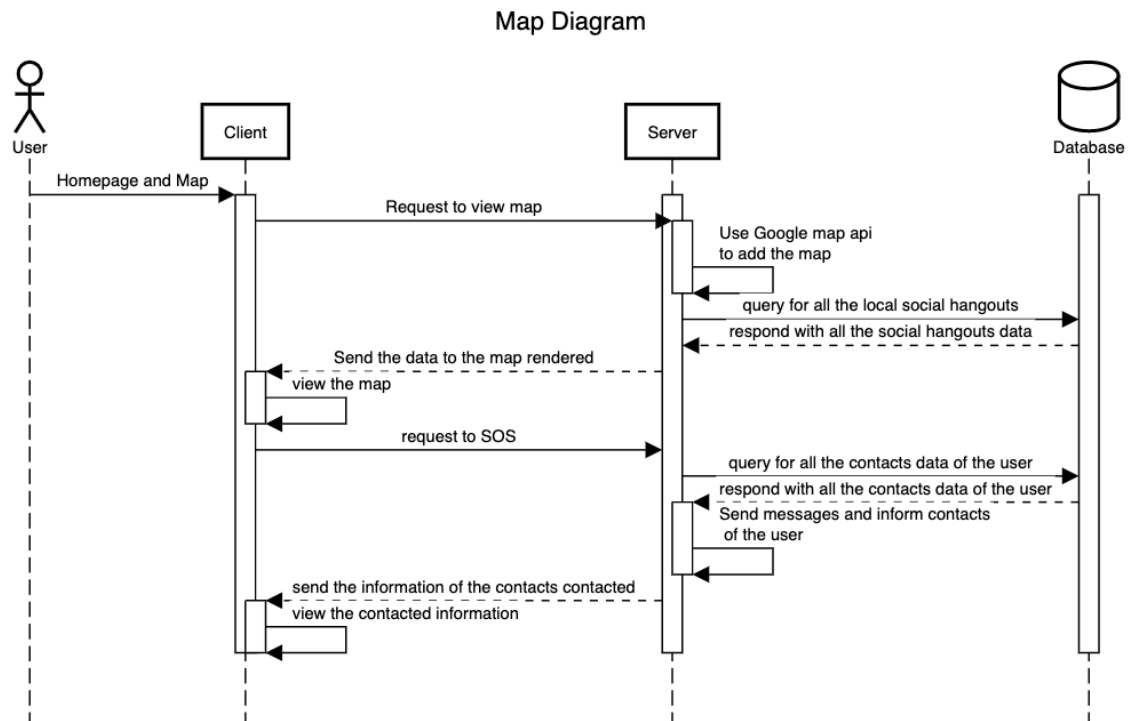 Map Diagram
User
Client
Server
Database
Homepage and Map
Request to view map
Use Google map api
to add the map
query for all the local social hangouts
respond with all the social hangouts data
Send the data to the map rendered
view the map
request to SOS
query for all the contacts data of the user
respond with all the contacts data of the user
Send messages and inform contacts
of the user
send the information of the contacts contacted
view the contacted information